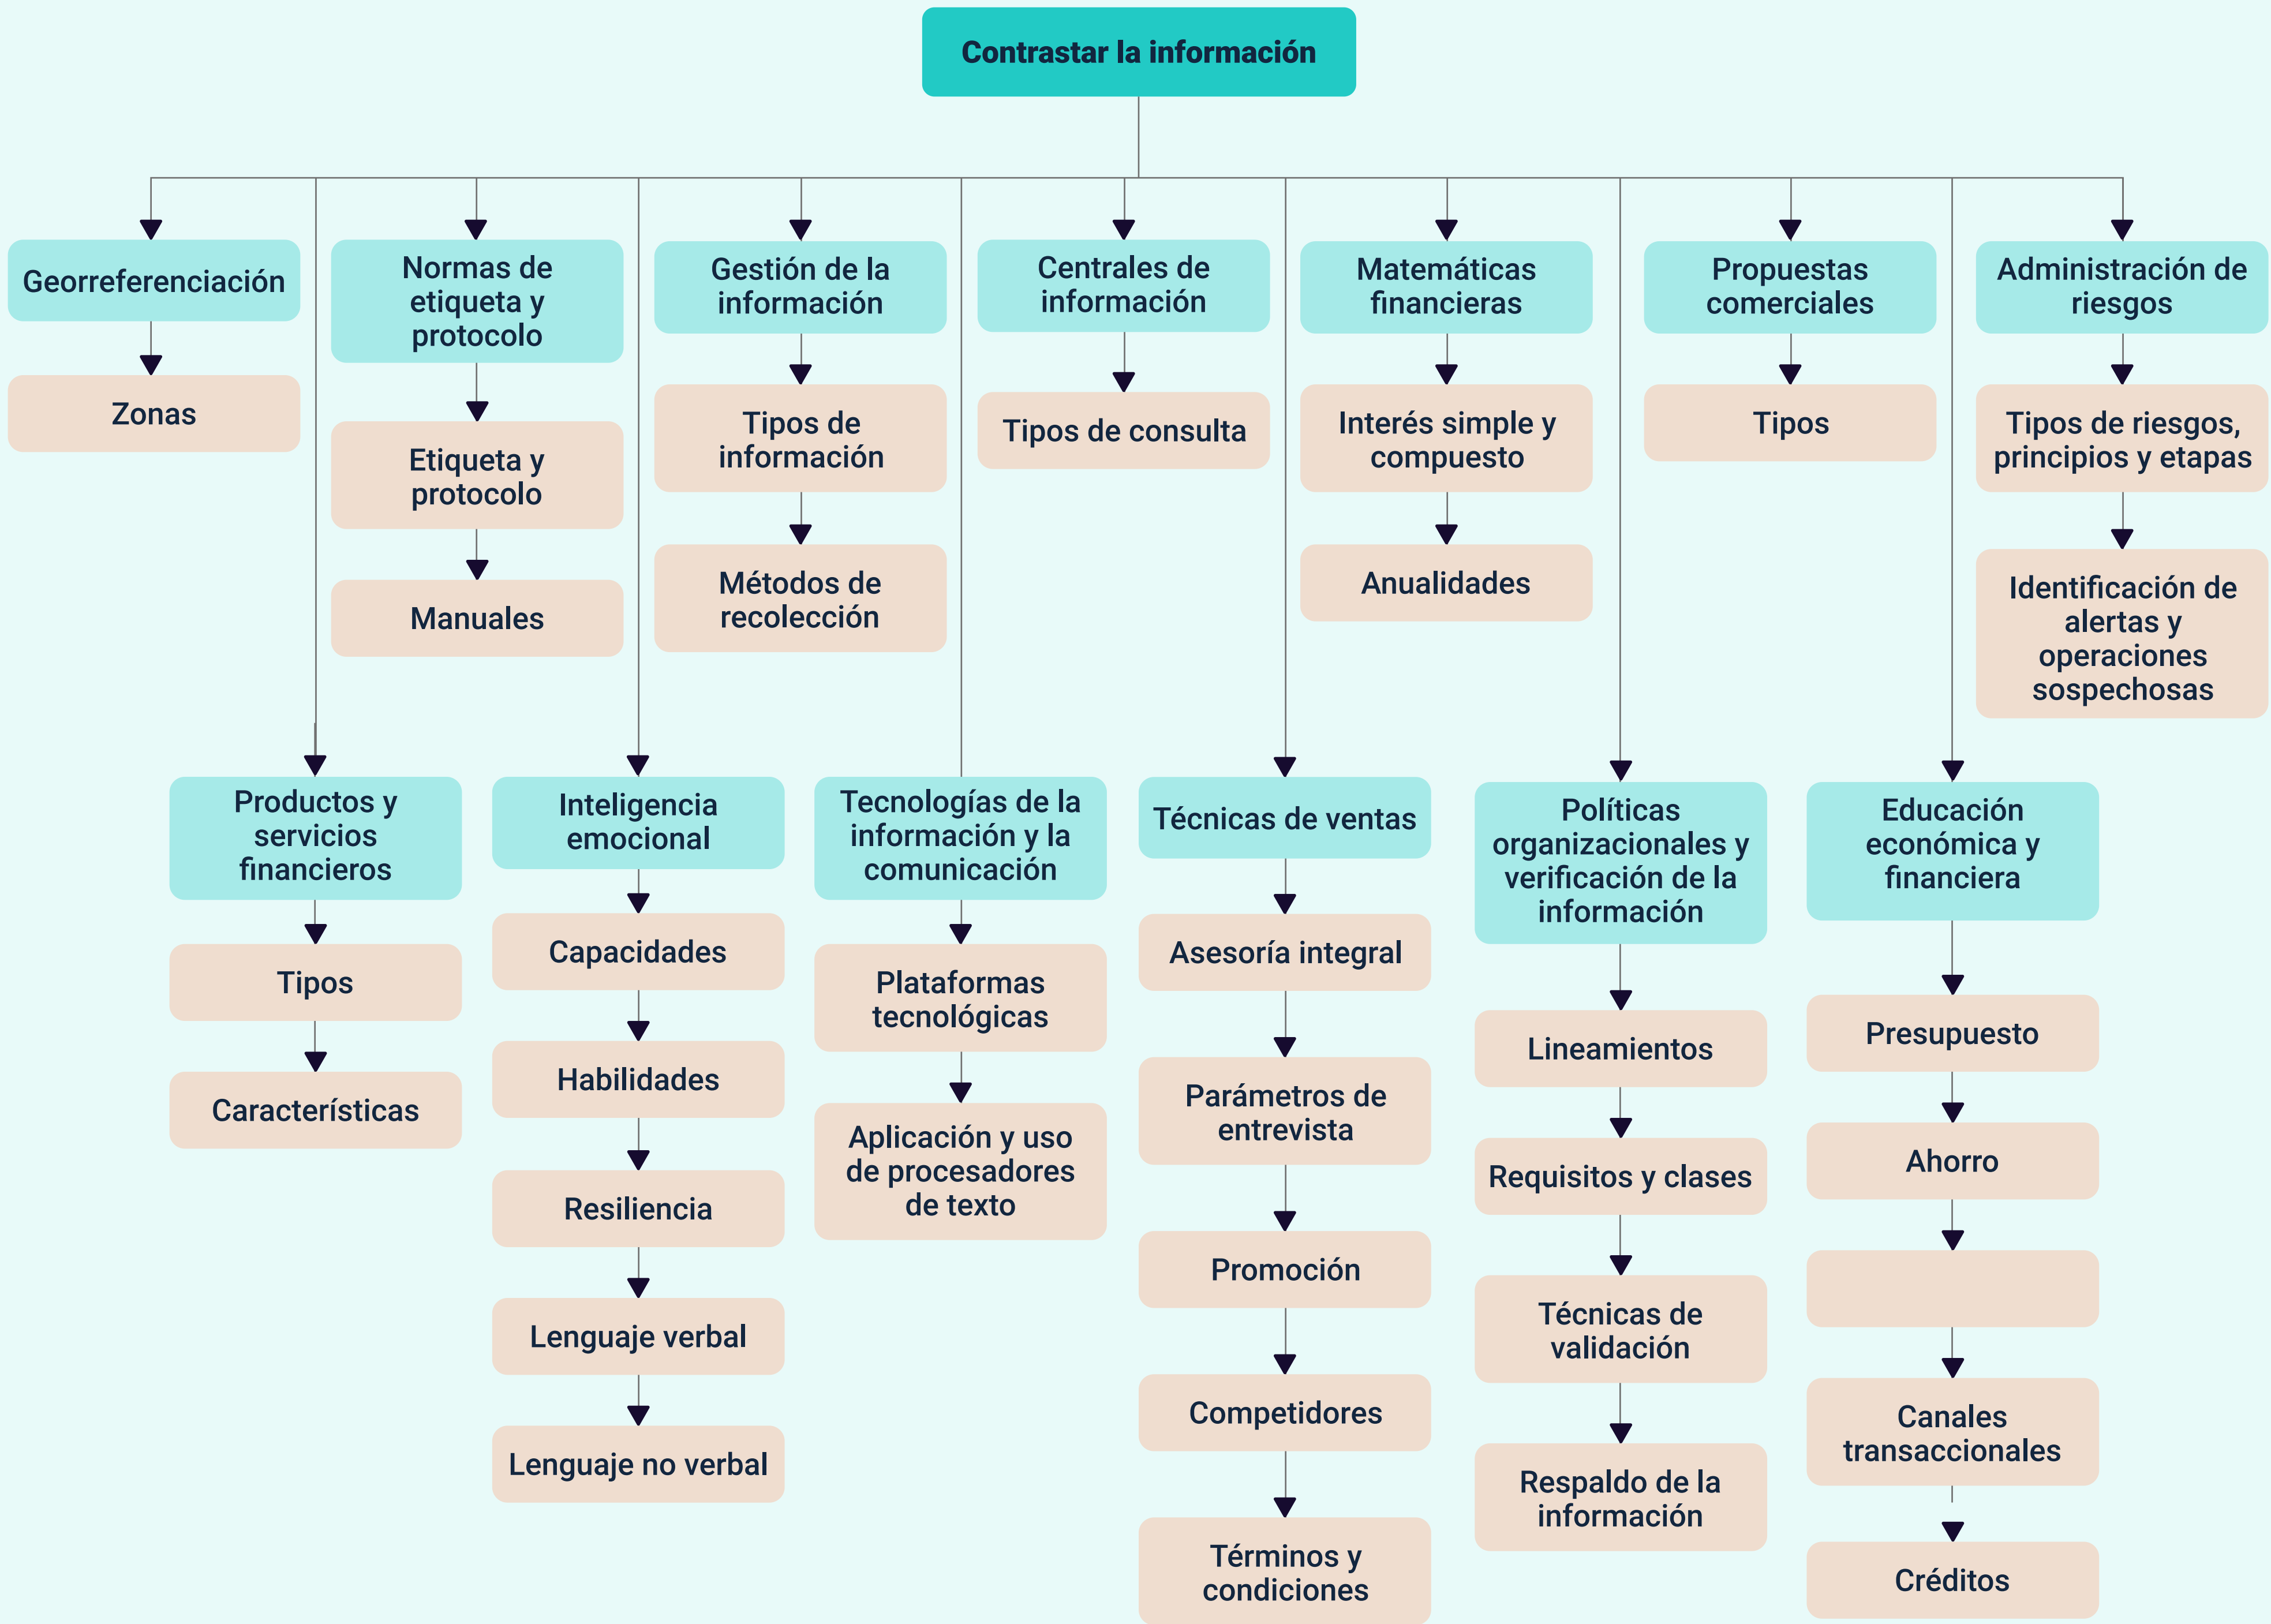 Contrastar la información
Georreferenciación
Zonas
Normas de
etiqueta y
protocolo
Etiqueta y
protocolo
Manuales
Gestión de la
información
Tipos de
información
Métodos de
recolección
Centrales de
información
Tipos de consulta
Matemáticas
financieras
Interés simple y
compuesto
Anualidades
Propuestas
comerciales
Tipos
Administración de
riesgos
Tipos de riesgos,
principios y etapas
Identificación de
alertas y
operaciones
sospechosas
Productos y
servicios
financieros
Tipos
Características
Inteligencia
emocional
Capacidades
Habilidades
Resiliencia
Lenguaje verbal
Lenguaje no verbal
Tecnologías de la
información y la
comunicación
Plataformas
tecnológicas
Aplicación y uso
de procesadores
de texto
Técnicas de ventas
Asesoría integral
Parámetros de
entrevista
Promoción
Competidores
Términos y
condiciones
Políticas
organizacionales y
verificación de la
información
Lineamientos
Requisitos y clases
Técnicas de
validación
Respaldo de la
información
Educación
económica y
financiera
Presupuesto
Ahorro
Canales
transaccionales
Créditos